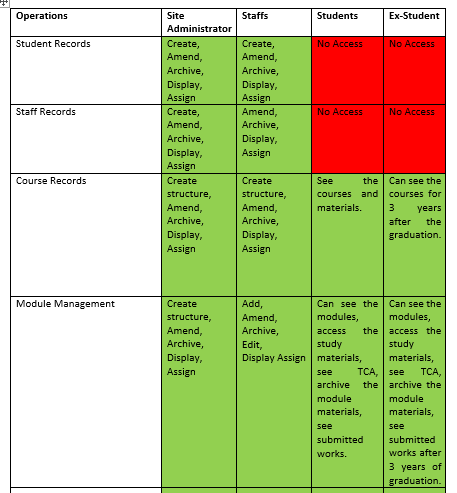 Operations
Site
Administrator
Staffs
Students
Ex-Student
Student Records
Create,
Amend,
Archive,
Display,
Assign
Create,
Amend,
Archive,
Display,
Assign
No Access
No Access
Staff Records
Create,
Amend,
Archive,
Display,
Assign
Amend,
Archive,
Display,
Assign
No Access
No Access
Course Records
Create
structure,
Amend,
Archive,
Display,
Assign
Create
structure,
Amend,
Archive,
Display,
Assign
See the
courses and
materials.
Can see the
courses for
3 years
after the
graduation.
Module Management
Create
structure,
Amend,
Archive,
Display,
Assign
Add,
Amend,
Archive,
Edit,
Display Assign
Can see the
modules,
access the
study
materials,
see TCA,
archive the
module
materials,
see
submitted
works.
Can see the
modules,
access the
study
materials,
see TCA,
archive the
module
materials,
see
submitted
works after
3 years of
graduation.